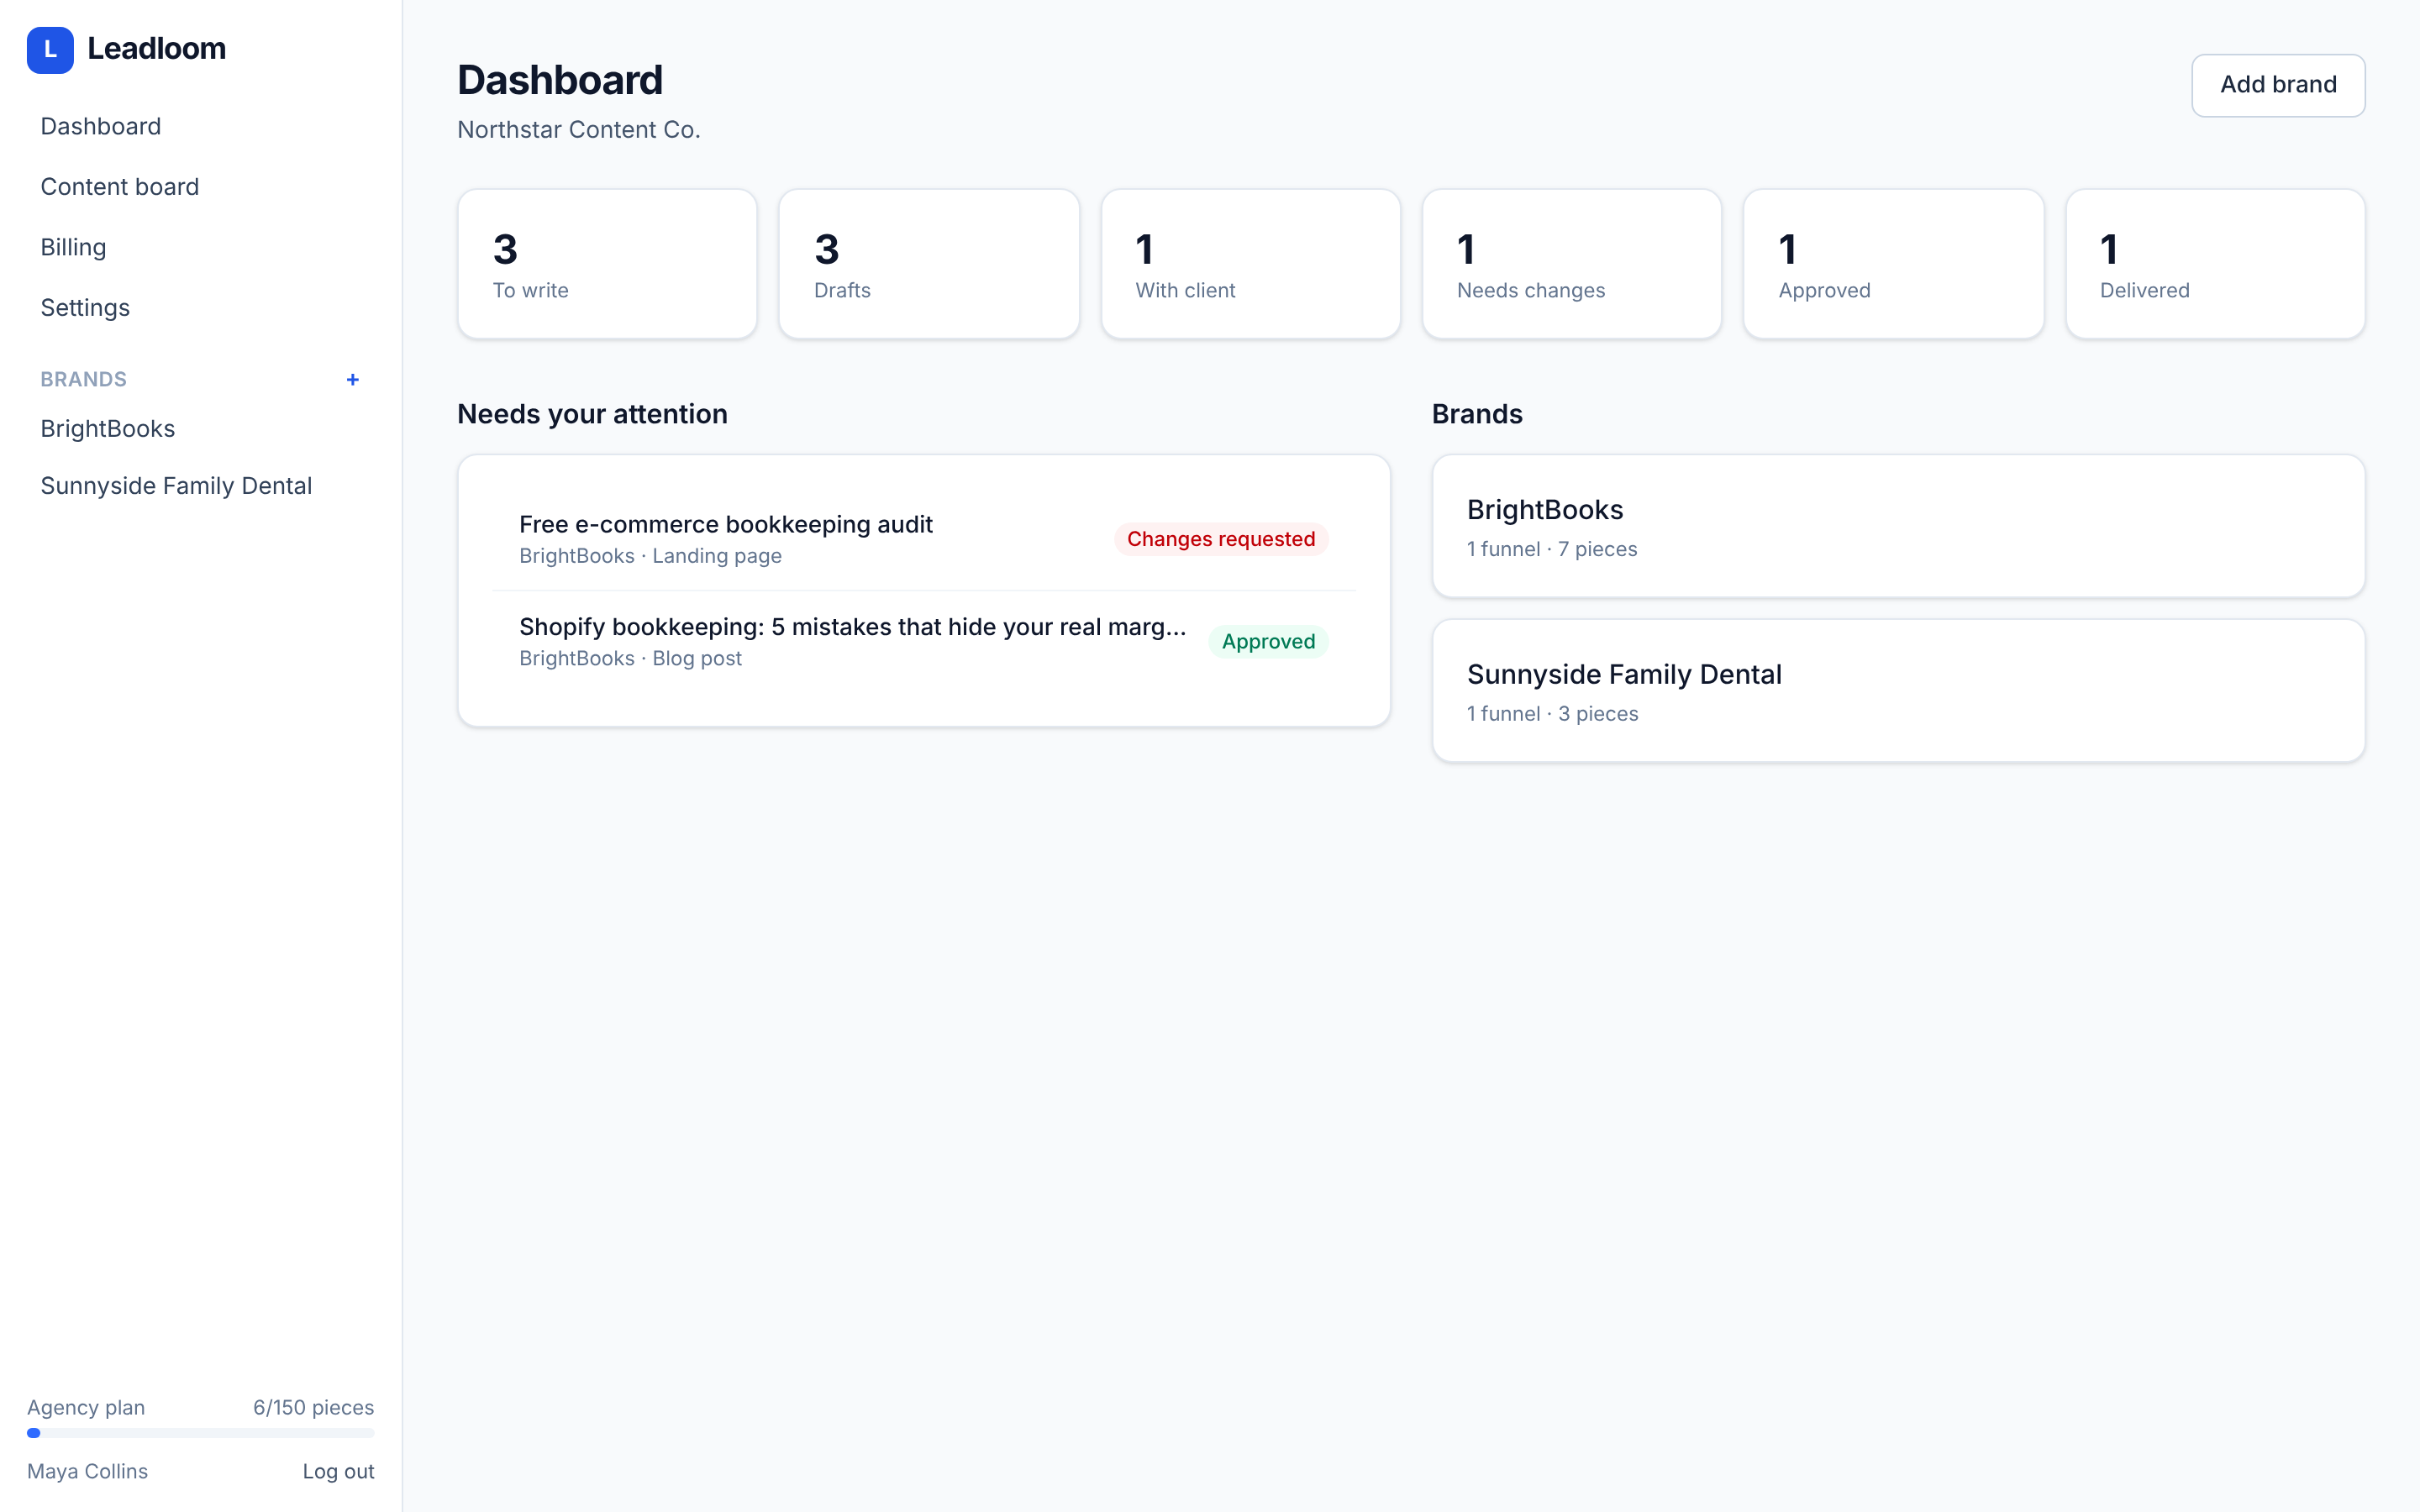 L Leadloom
Dashboard
Content board
Billing
Settings
BRANDS +
BrightBooks
Sunnyside Family Dental
Agency plan 6/150 pieces
Maya Collins Log out
Dashboard
Northstar Content Co.
Add brand
3
To write
3
Drafts
1
With client
1
Needs changes
1
Approved
1
Delivered
Needs your attention
Free e-commerce bookkeeping audit
BrightBooks · Landing page
Changes requested
Shopify bookkeeping: 5 mistakes that hide your real marg...
BrightBooks · Blog post
Approved
Brands
BrightBooks
1 funnel · 7 pieces
Sunnyside Family Dental
1 funnel · 3 pieces